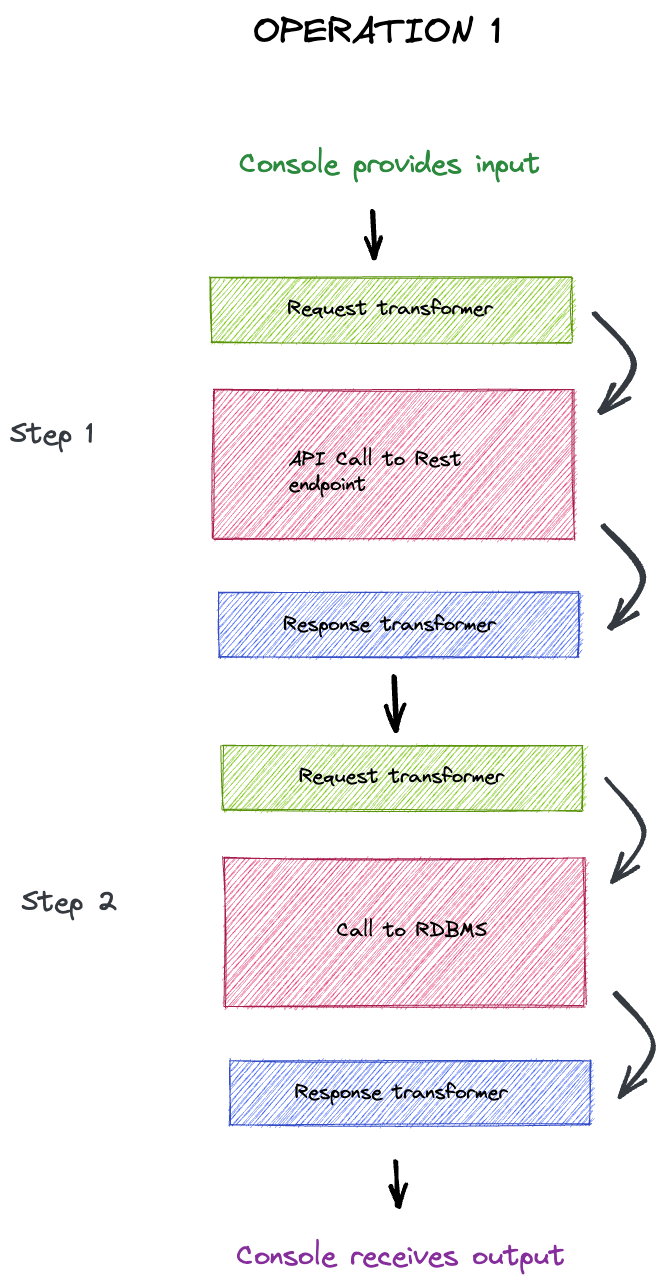 OPERATION 1
Console provides input
Request transformer
Step 1
API Call to Rest
endpoint
Response transformer
Request transformer
Step 2
Call to RDBMS
Response transformer
Console receives output